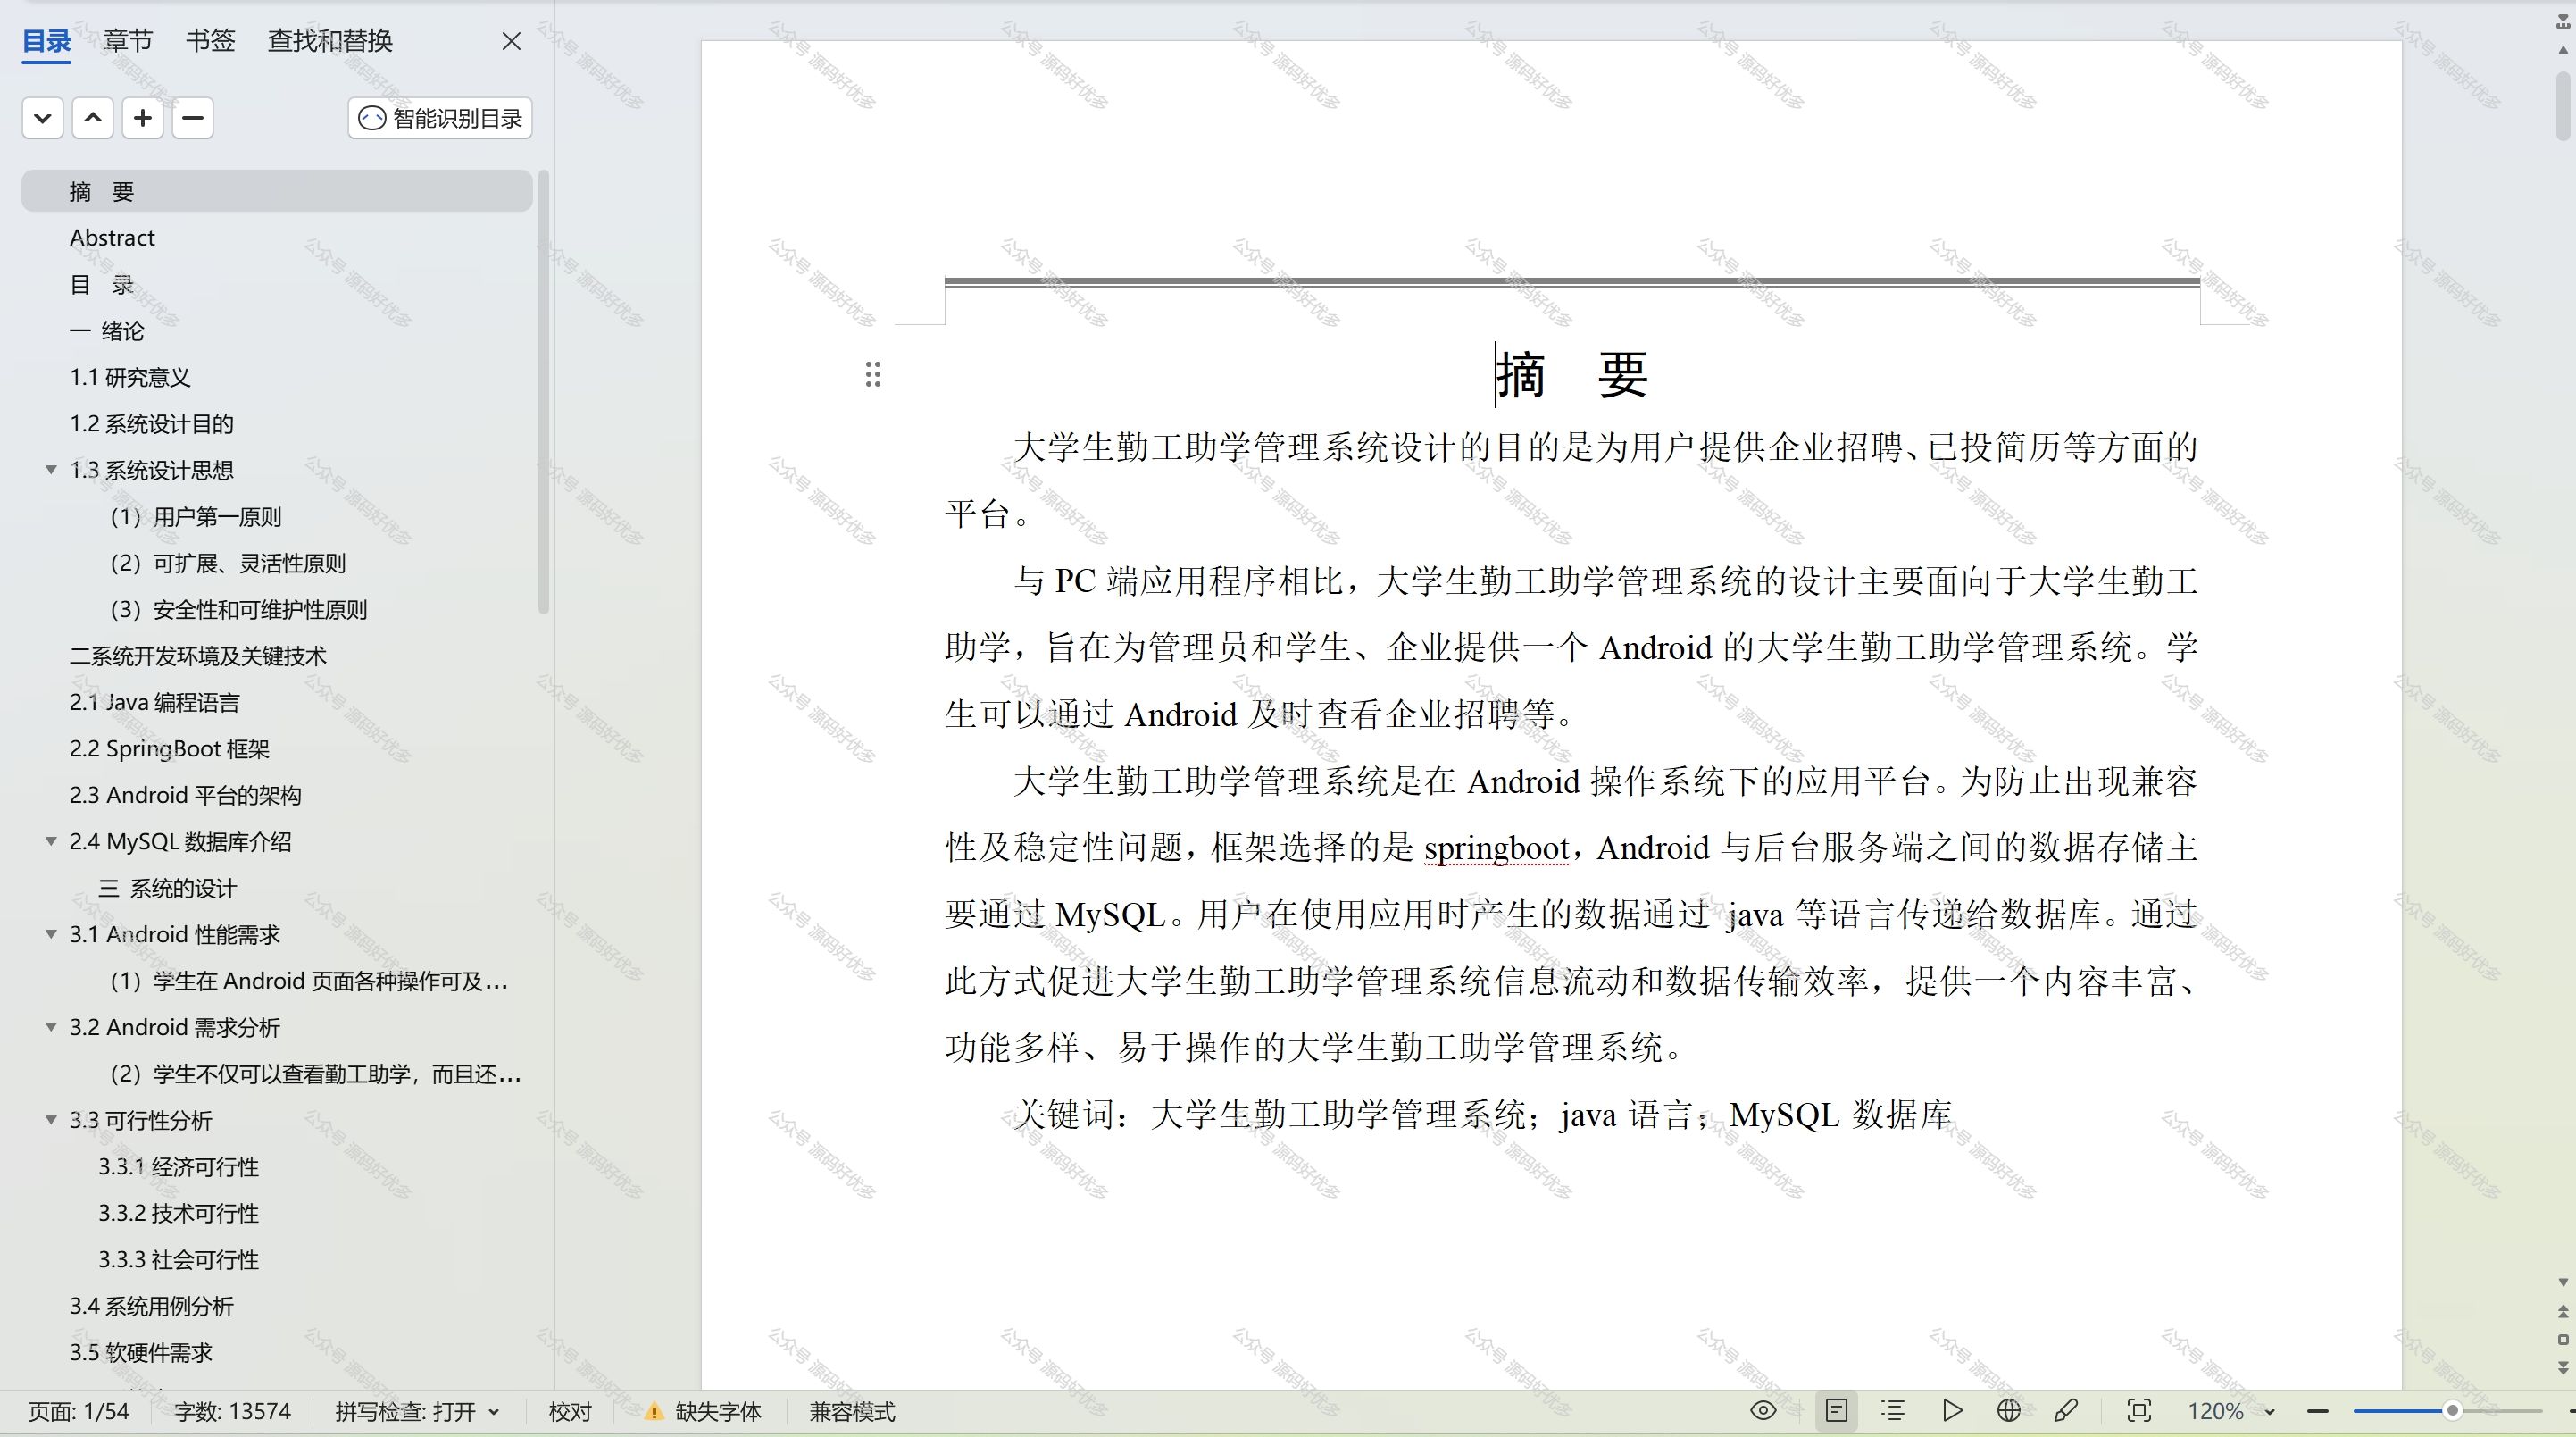 目录 章节 书签 查找和替换
智能识别目录
摘 要
Abstract
目 录
一 绪论
1.1 研究意义
1.2 系统设计目的
1.3 系统设计思想
（1）用户第一原则
（2）可扩展、灵活性原则
（3）安全性和可维护性原则
二系统开发环境及关键技术
2.1 Java 编程语言
2.2 SpringBoot 框架
2.3 Android 平台的架构
2.4 MySQL 数据库介绍
三 系统的设计
3.1 Android 性能需求
（1）学生在 Android 页面各种操作可及...
3.2 Android 需求分析
（2）学生不仅可以查看勤工助学，而且还...
3.3 可行性分析
3.3.1 经济可行性
3.3.2 技术可行性
3.3.3 社会可行性
3.4 系统用例分析
3.5 软硬件需求
摘 要
大学生勤工助学管理系统设计的目的是为用户提供企业招聘、已投简历等方面的
平台。
与 PC 端应用程序相比，大学生勤工助学管理系统的设计主要面向于大学生勤工
助学，旨在为管理员和学生、企业提供一个 Android 的大学生勤工助学管理系统。学
生可以通过 Android 及时查看企业招聘等。
大学生勤工助学管理系统是在 Android 操作系统下的应用平台。为防止出现兼容
性及稳定性问题，框架选择的是 springboot，Android 与后台服务端之间的数据存储主
要通过 MySQL。用户在使用应用时产生的数据通过 java 等语言传递给数据库。通过
此方式促进大学生勤工助学管理系统信息流动和数据传输效率，提供一个内容丰富、
功能多样、易于操作的大学生勤工助学管理系统。
关键词：大学生勤工助学管理系统；java 语言；MySQL 数据库
页面: 1/54 字数: 13574 拼写检查: 打开 校对 缺失字体 兼容模式 120%
公众号 源码好优多